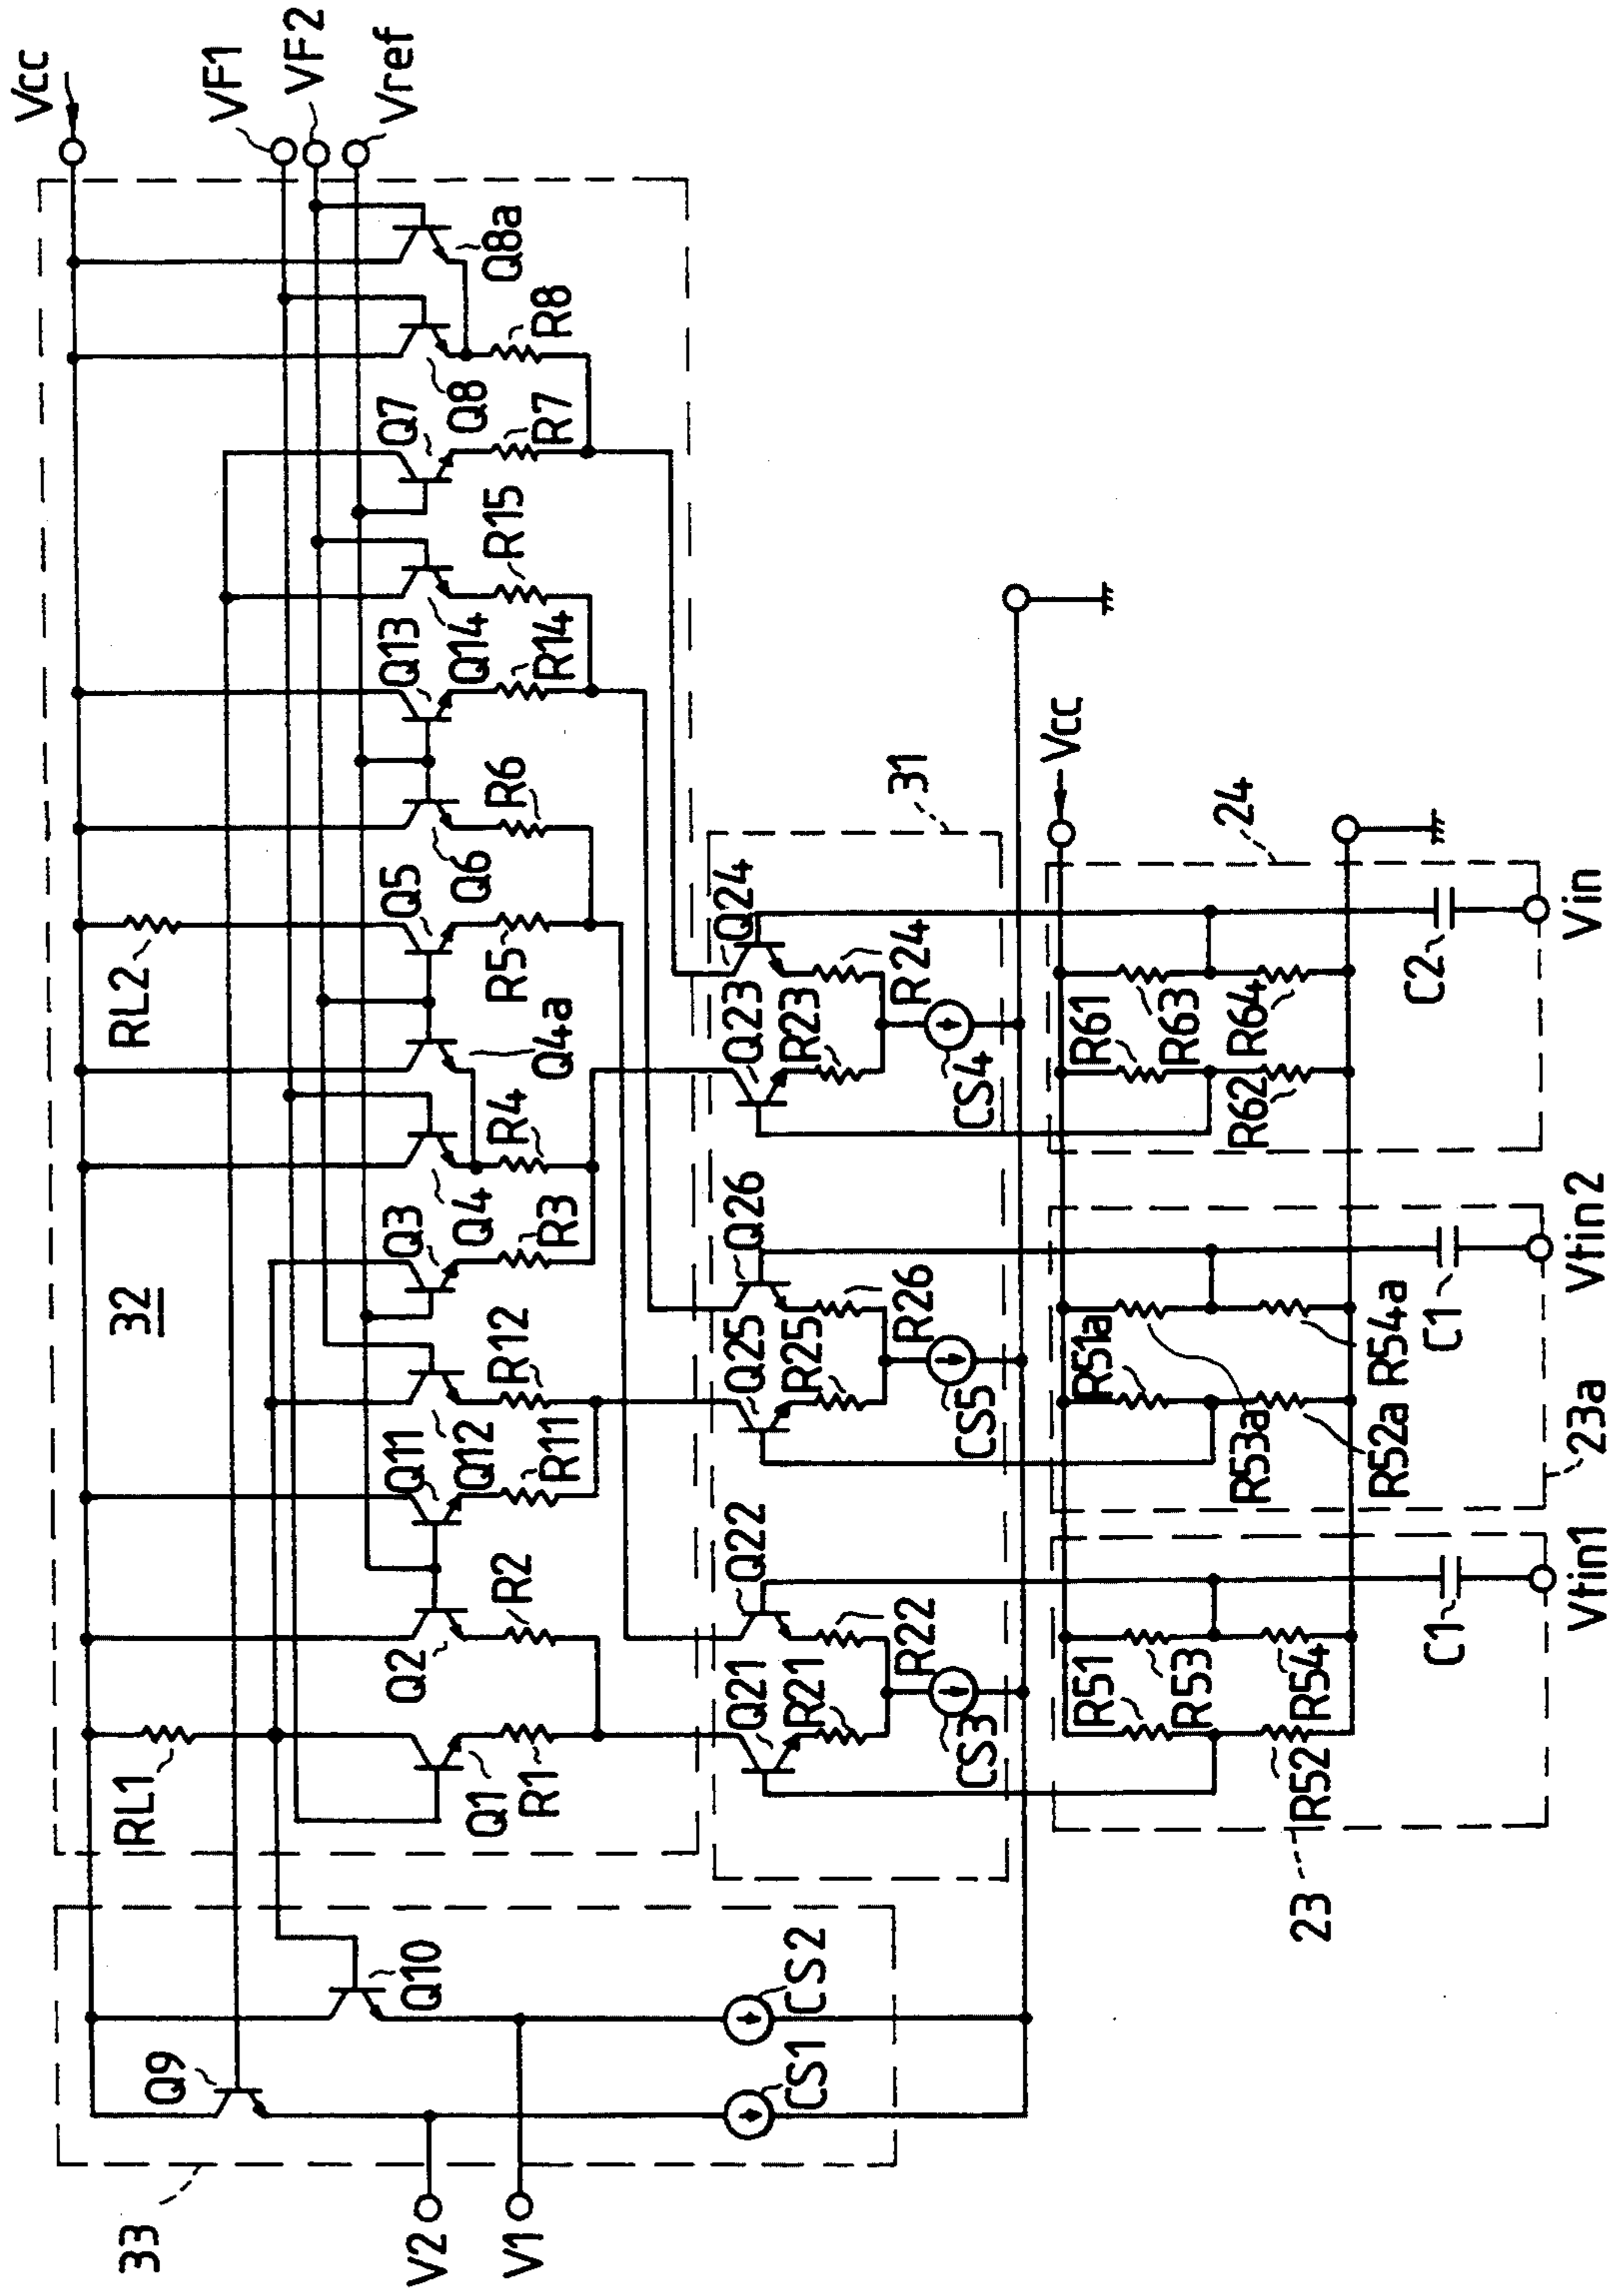 Vcc
VF1
VF2
Vref
32
RL1
RL2
Q1
Q2
Q11
Q12
Q3
Q4
Q4a
Q5
Q6
Q13
Q14
Q7
Q8
Q8a
R1
R2
R11
R12
R3
R4
R5
R6
R14
R15
R7
R8
33
Q9
Q10
V2
V1
CS1
CS2
31
Q21
Q22
Q25
Q26
Q23
Q24
R21
R22
R25
R26
R23
R24
CS3
CS5
CS4
Vcc
23
R51
R53
R52
R54
C1
Vtin1
23a
R51a
R53a
R52a
R54a
C1
Vtin2
24
R61
R63
R62
R64
C2
Vin